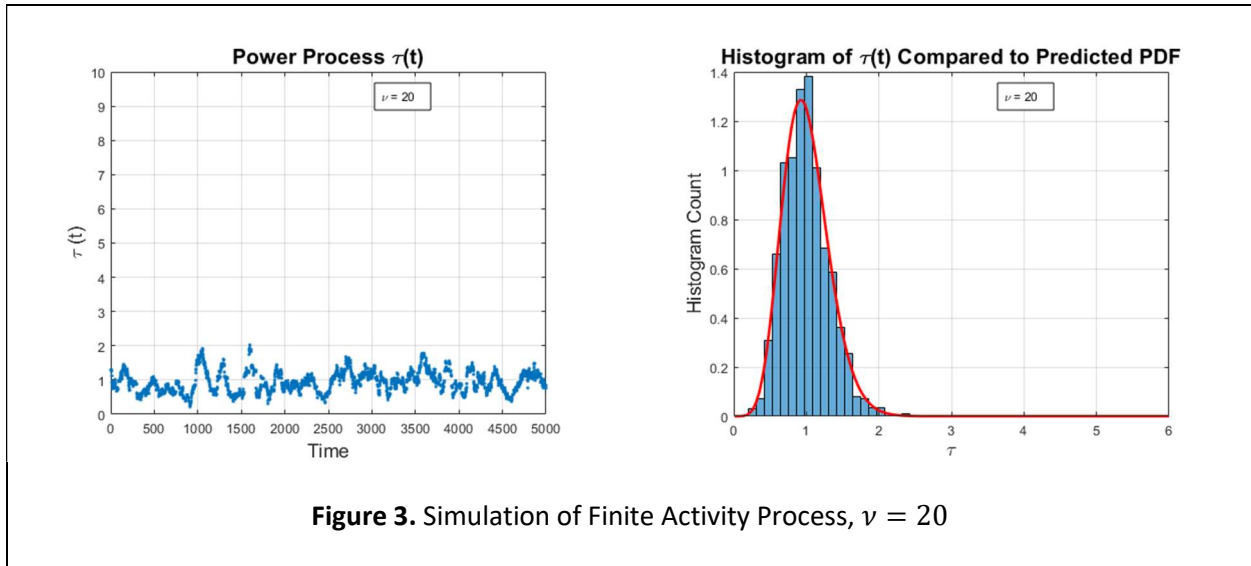 Power Process τ(t)
ν = 20
10
9
8
7
6
5
4
3
2
1
0
τ (t)
0 500 1000 1500 2000 2500 3000 3500 4000 4500 5000
Time
Histogram of τ(t) Compared to Predicted PDF
ν = 20
1.4
1.2
1
0.8
0.6
0.4
0.2
0
Histogram Count
0 1 2 3 4 5 6
τ
Figure 3. Simulation of Finite Activity Process, 𝜈 = 20